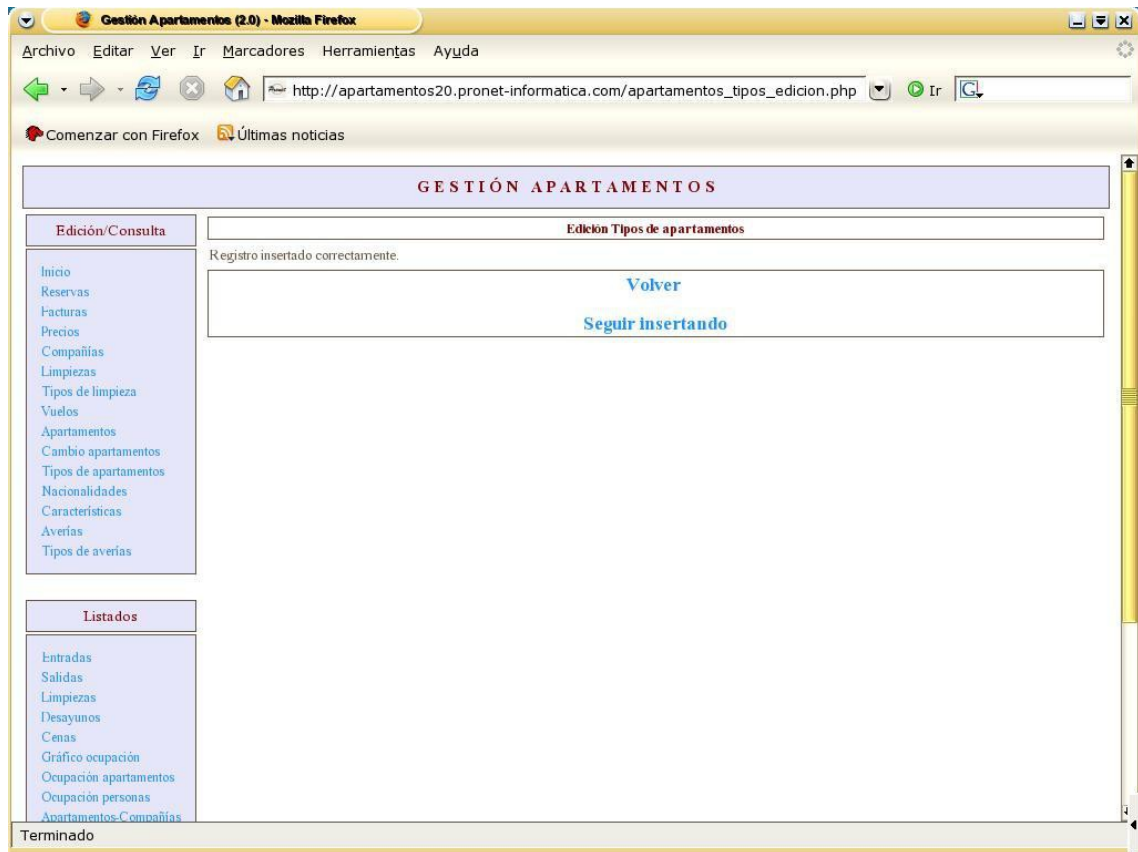 Gestión Apartamentos (2.0) - Mozilla Firefox
Archivo Editar Ver Ir Marcadores Herramientas Ayuda
http://apartamentos20.pronet-informatica.com/apartamentos_tipos_edicion.php Ir G
Comenzar con Firefox Últimas noticias
GESTIÓN APARTAMENTOS
Edición/Consulta
Inicio
Reservas
Facturas
Precios
Compañías
Limpiezas
Tipos de limpieza
Vuelos
Apartamentos
Cambio apartamentos
Tipos de apartamentos
Nacionalidades
Características
Averías
Tipos de averías
Listados
Entradas
Salidas
Limpiezas
Desayunos
Cenas
Gráfico ocupación
Ocupación apartamentos
Ocupación personas
Apartamentos-Compañías
Edición Tipos de apartamentos
Registro insertado correctamente.
Volver
Seguir insertando
Terminado